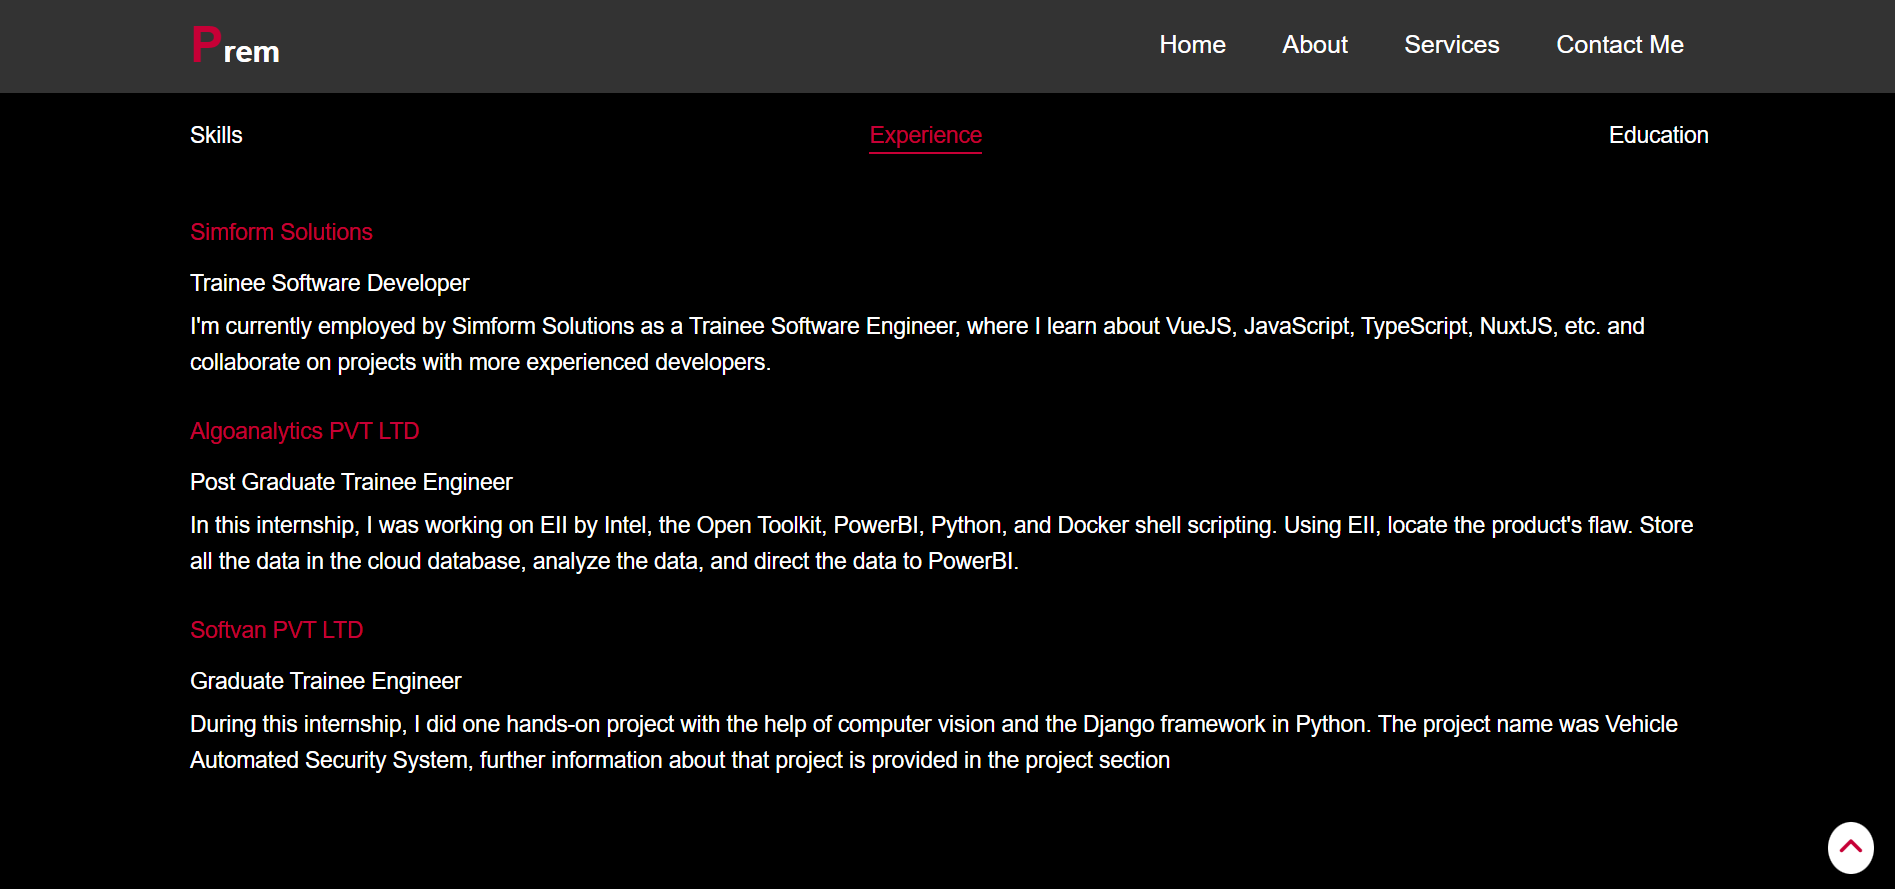 Prem
Home About Services Contact Me
Skills Experience Education
Simform Solutions
Trainee Software Developer
I'm currently employed by Simform Solutions as a Trainee Software Engineer, where I learn about VueJS, JavaScript, TypeScript, NuxtJS, etc. and
collaborate on projects with more experienced developers.
Algoanalytics PVT LTD
Post Graduate Trainee Engineer
In this internship, I was working on EII by Intel, the Open Toolkit, PowerBI, Python, and Docker shell scripting. Using EII, locate the product's flaw. Store
all the data in the cloud database, analyze the data, and direct the data to PowerBI.
Softvan PVT LTD
Graduate Trainee Engineer
During this internship, I did one hands-on project with the help of computer vision and the Django framework in Python. The project name was Vehicle
Automated Security System, further information about that project is provided in the project section